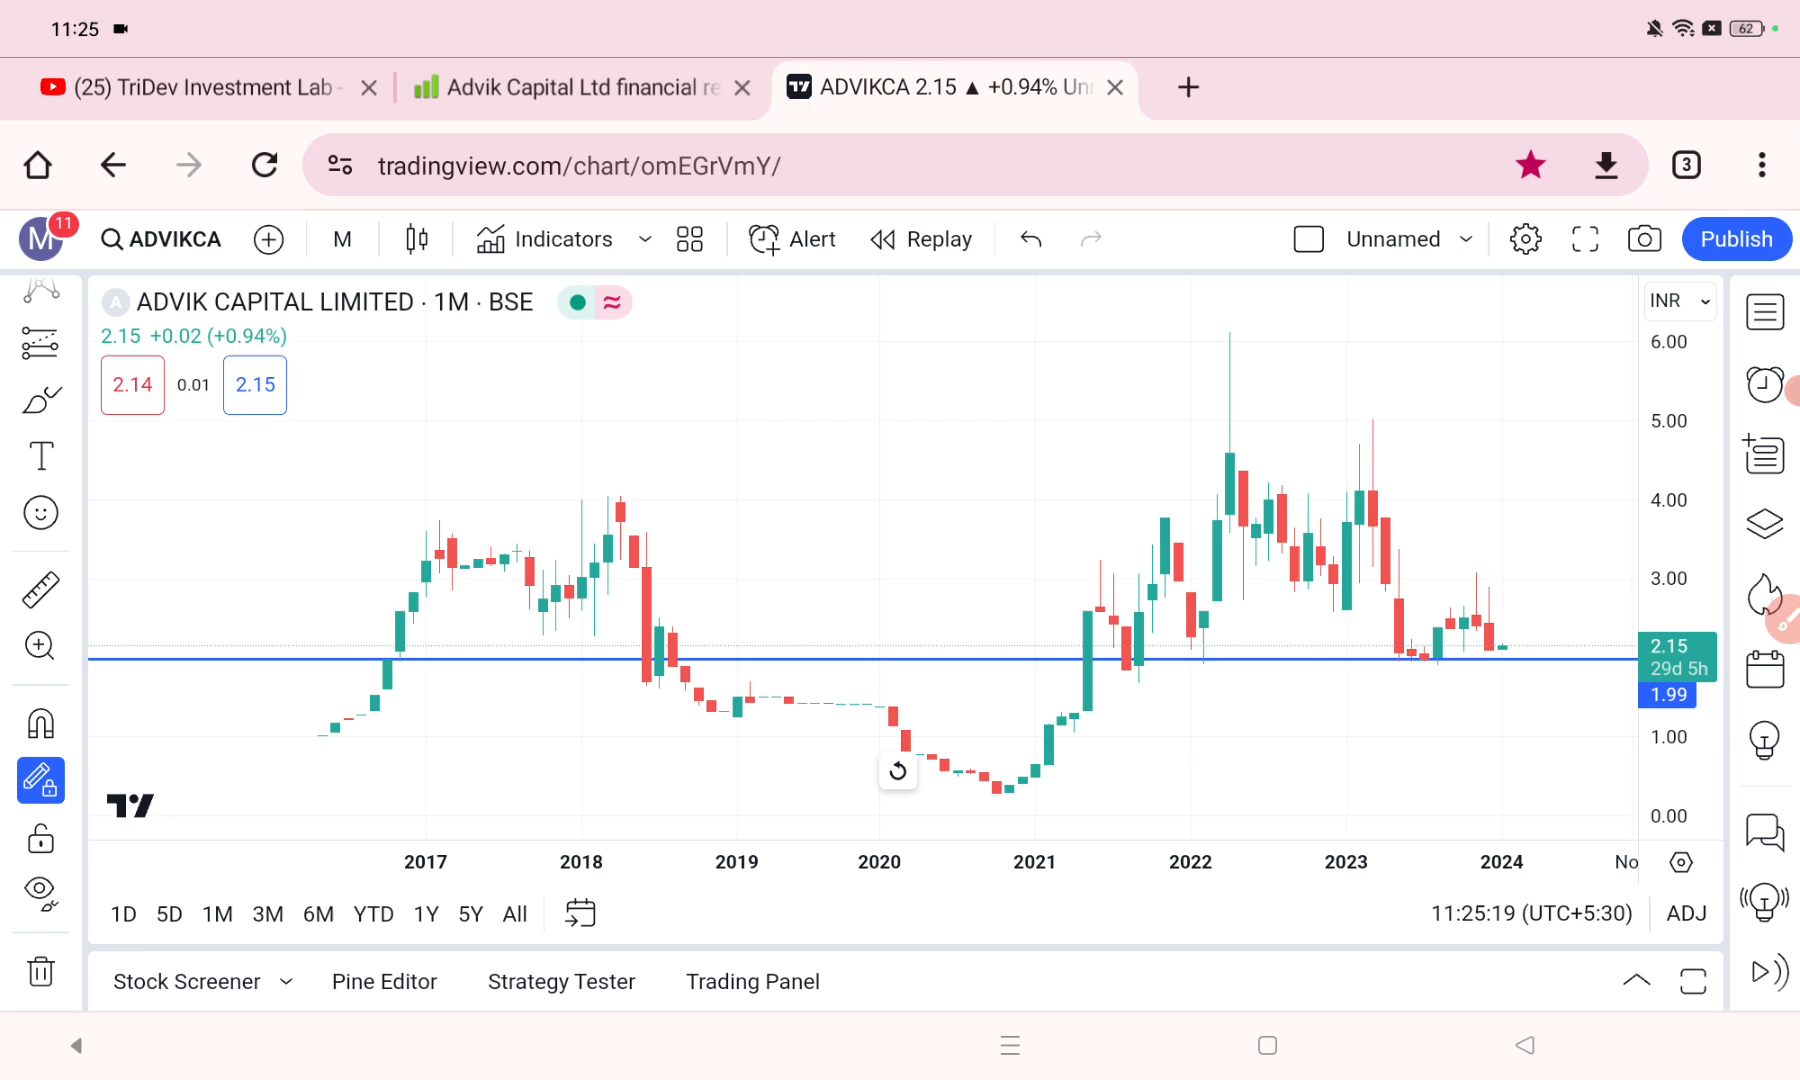 11:25
62
(25) TriDev Investment Lab -
Advik Capital Ltd financial re
ADVIKCA 2.15 ▲ +0.94% Un
tradingview.com/chart/omEGrVmY/
3
M
11
ADVIKCA
M
Indicators
Alert
Replay
Unnamed
Publish
A
ADVIK CAPITAL LIMITED · 1M · BSE
INR
2.15 +0.02 (+0.94%)
2.14
0.01
2.15
6.00
5.00
4.00
3.00
2.15
29d 5h
1.99
1.00
0.00
2017
2018
2019
2020
2021
2022
2023
2024
No
1D
5D
1M
3M
6M
YTD
1Y
5Y
All
11:25:19 (UTC+5:30)
ADJ
Stock Screener
Pine Editor
Strategy Tester
Trading Panel